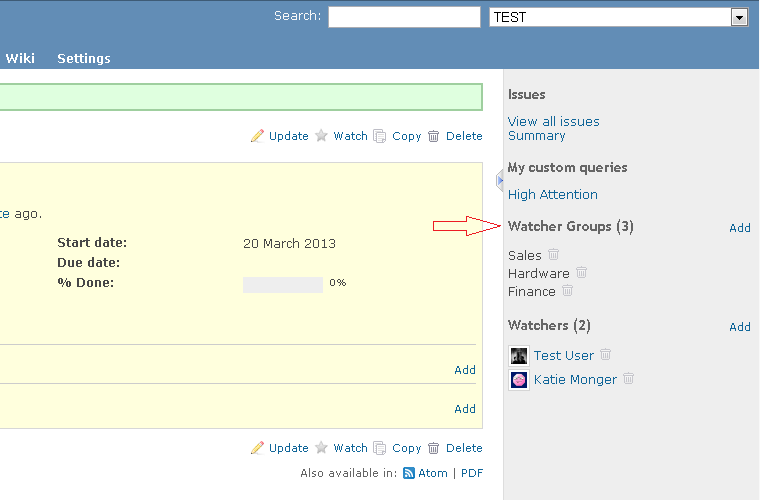 Search: TEST
Wiki Settings
Update Watch Copy Delete
te ago.
Start date: 20 March 2013
Due date:
% Done: 0%
Add
Add
Update Watch Copy Delete
Also available in: Atom | PDF
Issues
View all issues
Summary
My custom queries
High Attention
Watcher Groups (3) Add
Sales
Hardware
Finance
Watchers (2) Add
Test User
Katie Monger